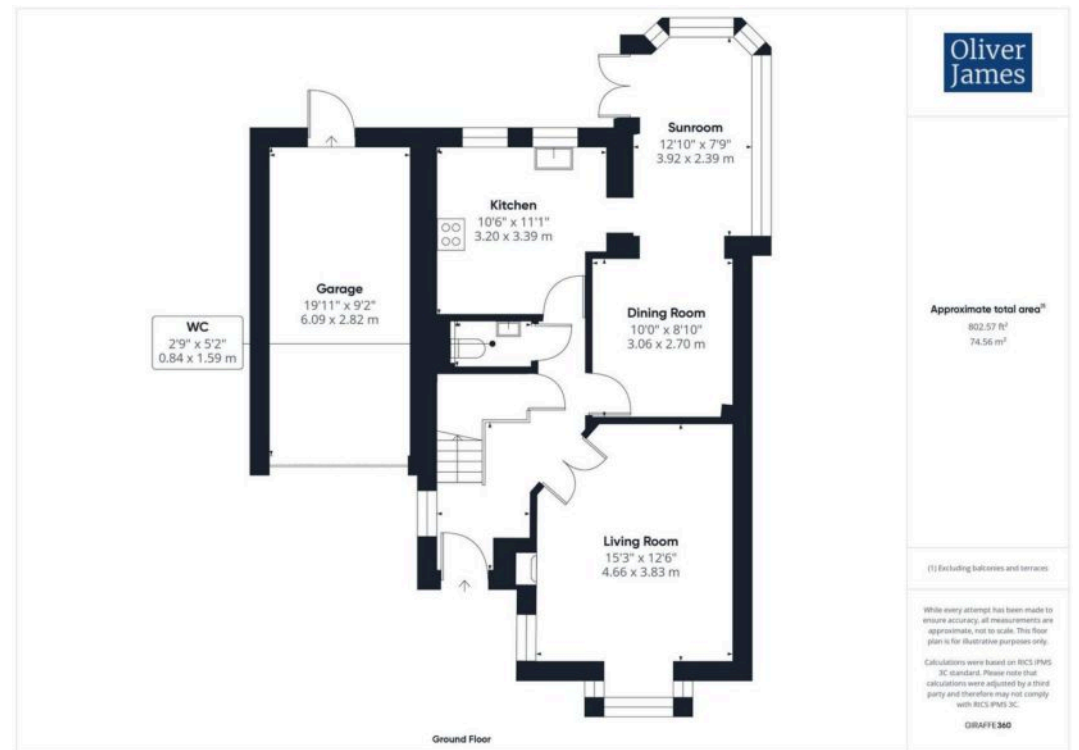 Oliver
James
Sunroom
12'10" x 7'9"
3.92 x 2.39 m
Kitchen
10'6" x 11'1"
3.20 x 3.39 m
Garage
19'11" x 9'2"
6.09 x 2.82 m
WC
2'9" x 5'2"
0.84 x 1.59 m
Dining Room
10'0" x 8'10"
3.06 x 2.70 m
Living Room
15'3" x 12'6"
4.66 x 3.83 m
Ground Floor
Approximate total area⁽¹⁾
802.57 ft²
74.56 m²
(1) Excluding balconies and terraces
While every attempt has been made to
ensure accuracy, all measurements are
approximate, not to scale. This floor
plan is for illustrative purposes only.
Calculations were based on RICS IPMS
3C standard. Please note that
calculations were adjusted by a third
party and therefore may not comply
with RICS IPMS 3C.
GIRAFFE360